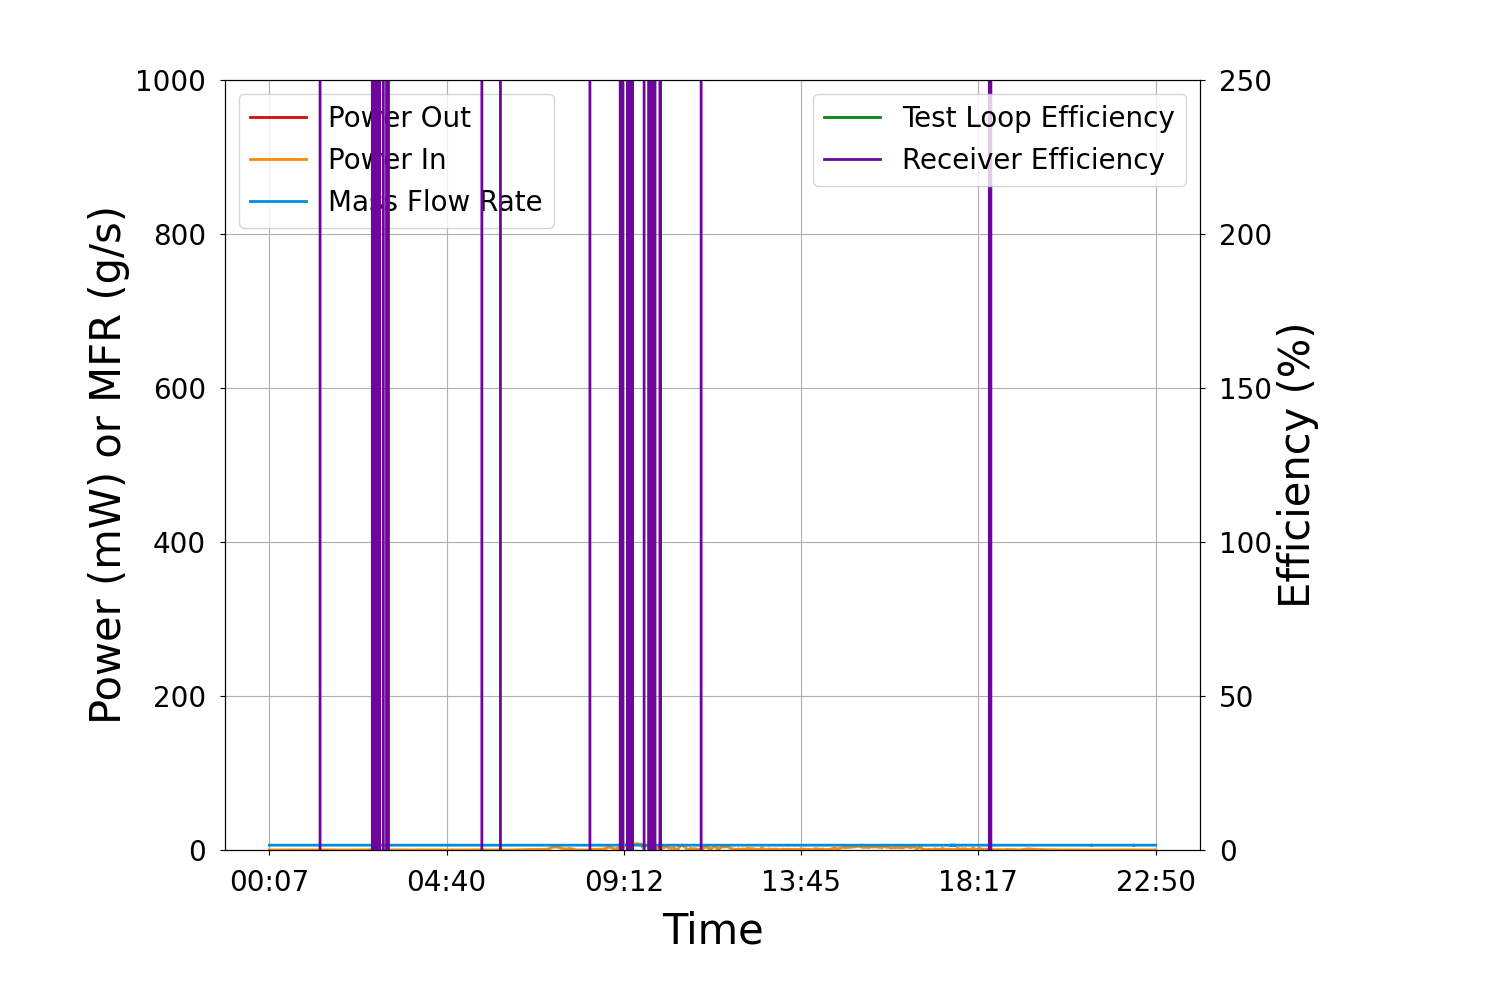 1000
800
600
400
200
0
Power (mW) or MFR (g/s)
Power Out
Power In
Mass Flow Rate
Test Loop Efficiency
Receiver Efficiency
250
200
150
100
50
0
Efficiency (%)
00:07
04:40
09:12
13:45
18:17
22:50
Time